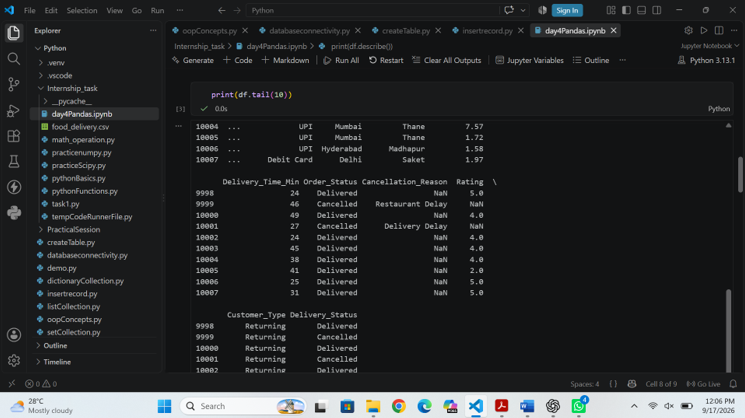 File Edit Selection View Go Run ··· Python Sign In
Explorer ···
Python
.venv
.vscode
Internship_task
__pycache__
day4Pandas.ipynb
food_delivery.csv
math_operation.py
practicenumpy.py
practiceScipy.py
pythonBasics.py
pythonFunctions.py
task1.py
tempCodeRunnerFile.py
PracticalSession
createTable.py
databaseconnectivity.py
demo.py
dictionaryCollection.py
insertrecord.py
listCollection.py
oopConcepts.py
setCollection.py
Outline
Timeline
oopConcepts.py databaseconnectivity.py createTable.py insertrecord.py day4Pandas.ipynb
Internship_task > day4Pandas.ipynb > print(df.describe()) Jupyter Notebook
Generate + Code + Markdown Run All Restart Clear All Outputs Jupyter Variables Outline ··· Python 3.13.1
print(df.tail(10))
[3] 0.0s Python
10004 ... UPI Mumbai Thane 7.57
10005 ... UPI Mumbai Thane 1.72
10006 ... UPI Hyderabad Madhapur 1.58
10007 ... Debit Card Delhi Saket 1.97
Delivery_Time_Min Order_Status Cancellation_Reason Rating \
9998 24 Delivered NaN 5.0
9999 46 Cancelled Restaurant Delay NaN
10000 49 Delivered NaN 4.0
10001 27 Cancelled Delivery Delay NaN
10002 24 Delivered NaN 4.0
10003 45 Delivered NaN 4.0
10004 38 Delivered NaN 4.0
10005 41 Delivered NaN 2.0
10006 25 Delivered NaN 5.0
10007 31 Delivered NaN 5.0
Customer_Type Delivery_Status
9998 Returning Delivered
9999 Returning Cancelled
10000 Returning Delivered
10001 Returning Cancelled
10002 Returning Delivered
0 0 Spaces: 4 { } Cell 8 of 9 Go Live
28°C
Mostly cloudy
Search
4
12:06 PM
9/17/2026